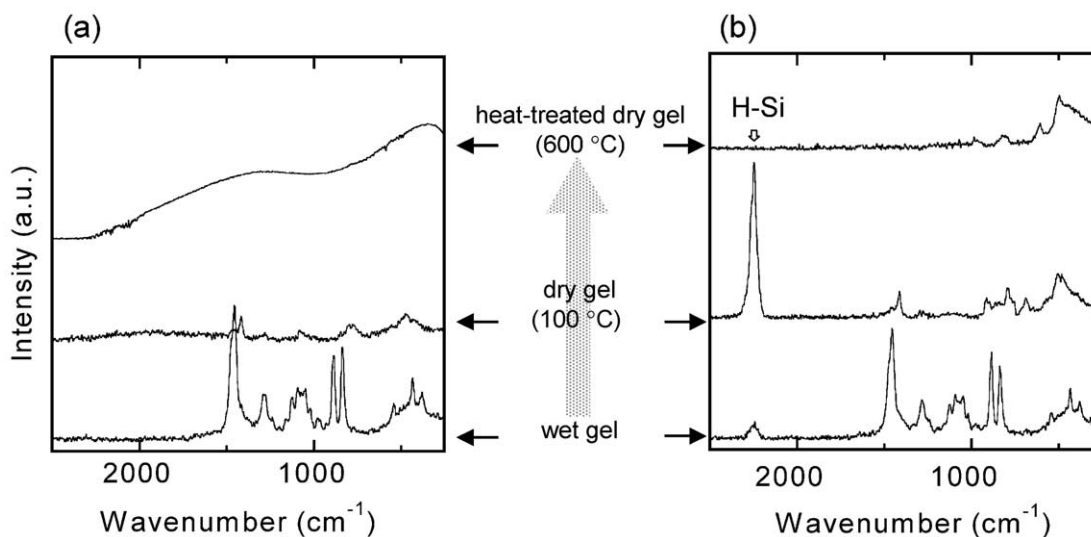 (a)
(b)
H-Si
heat-treated dry gel
(600 °C)
dry gel
(100 °C)
wet gel
Intensity (a.u.)
2000 1000
2000 1000
Wavenumber (cm⁻¹)
Wavenumber (cm⁻¹)